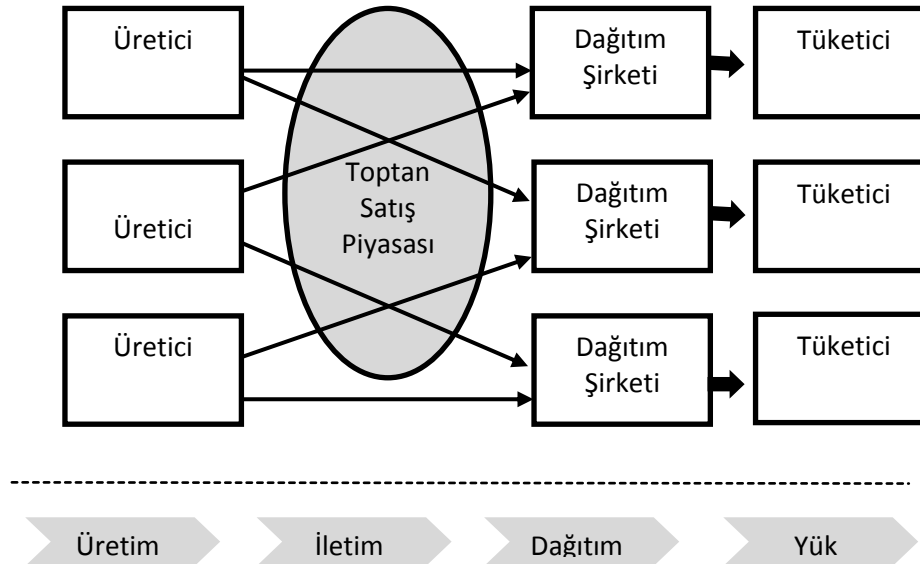 Üretici
Dağıtım
Şirketi
Tüketici
Toptan
Satış
Piyasası
Üretici
Dağıtım
Şirketi
Tüketici
Üretici
Dağıtım
Şirketi
Tüketici
Üretim
İletim
Dağıtım
Yük